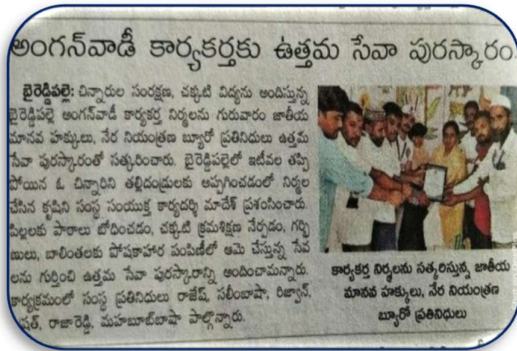 అంగన్‌వాడీ కార్యకర్తకు ఉత్తమ సేవా పురస్కారం
బైరెడ్డిపల్లె: చిన్నారుల సంరక్షణ, చక్కటి విద్యను అందిస్తున్న
బైరెడ్డిపల్లె అంగన్‌వాడీ కార్యకర్త నిర్మలను గురువారం జాతీయ
మానవ హక్కులు, నేర నియంత్రణ బ్యూరో ప్రతినిధులు ఉత్తమ
సేవా పురస్కారంతో సత్కరించారు. బైరెడ్డిపల్లెలో ఇటీవల తప్పి
పోయిన ఓ చిన్నారిని తల్లిదండ్రులకు అప్పగించడంలో నిర్మల
చేసిన కృషిని సంస్థ సంయుక్త కార్యదర్శి మాదేశ్ ప్రశంసించారు.
పిల్లలకు పాఠాలు బోధించడం, చక్కటి క్రమశిక్షణ నేర్పడం, గర్భి
ణులు, బాలింతలకు పోషకాహార పంపిణీలో ఆమె చేస్తున్న సేవ
లను గుర్తించి ఉత్తమ సేవా పురస్కారాన్ని అందించామన్నారు.
కార్యక్రమంలో సంస్థ ప్రతినిధులు రాజేష్, సలీంబాషా, రిజ్వాన్,
రాజారెడ్డి, మహబూబ్‌బాషా పాల్గొన్నారు.
కార్యకర్త నిర్మలను సత్కరిస్తున్న జాతీయ
మానవ హక్కులు, నేర నియంత్రణ
బ్యూరో ప్రతినిధులు